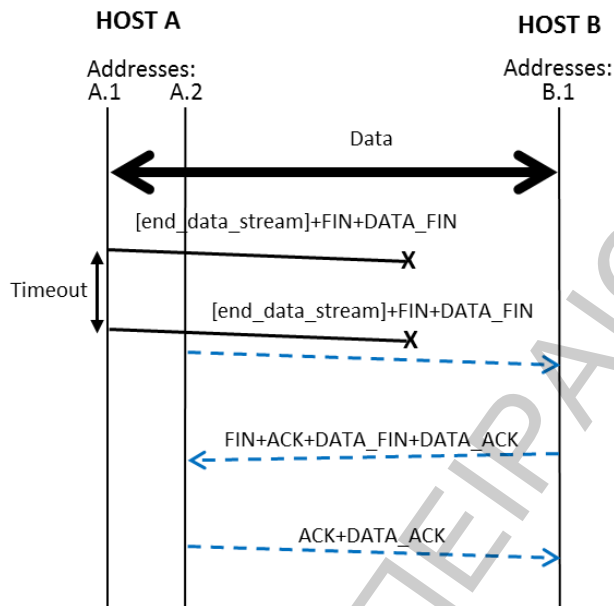 HOST A
HOST B
Addresses:
Addresses:
A.1
A.2
B.1
Data
[end_data_stream]+FIN+DATA_FIN
X
Timeout
[end_data_stream]+FIN+DATA_FIN
X
FIN+ACK+DATA_FIN+DATA_ACK
ACK+DATA_ACK
ΠΕΙΡΑΙΩ